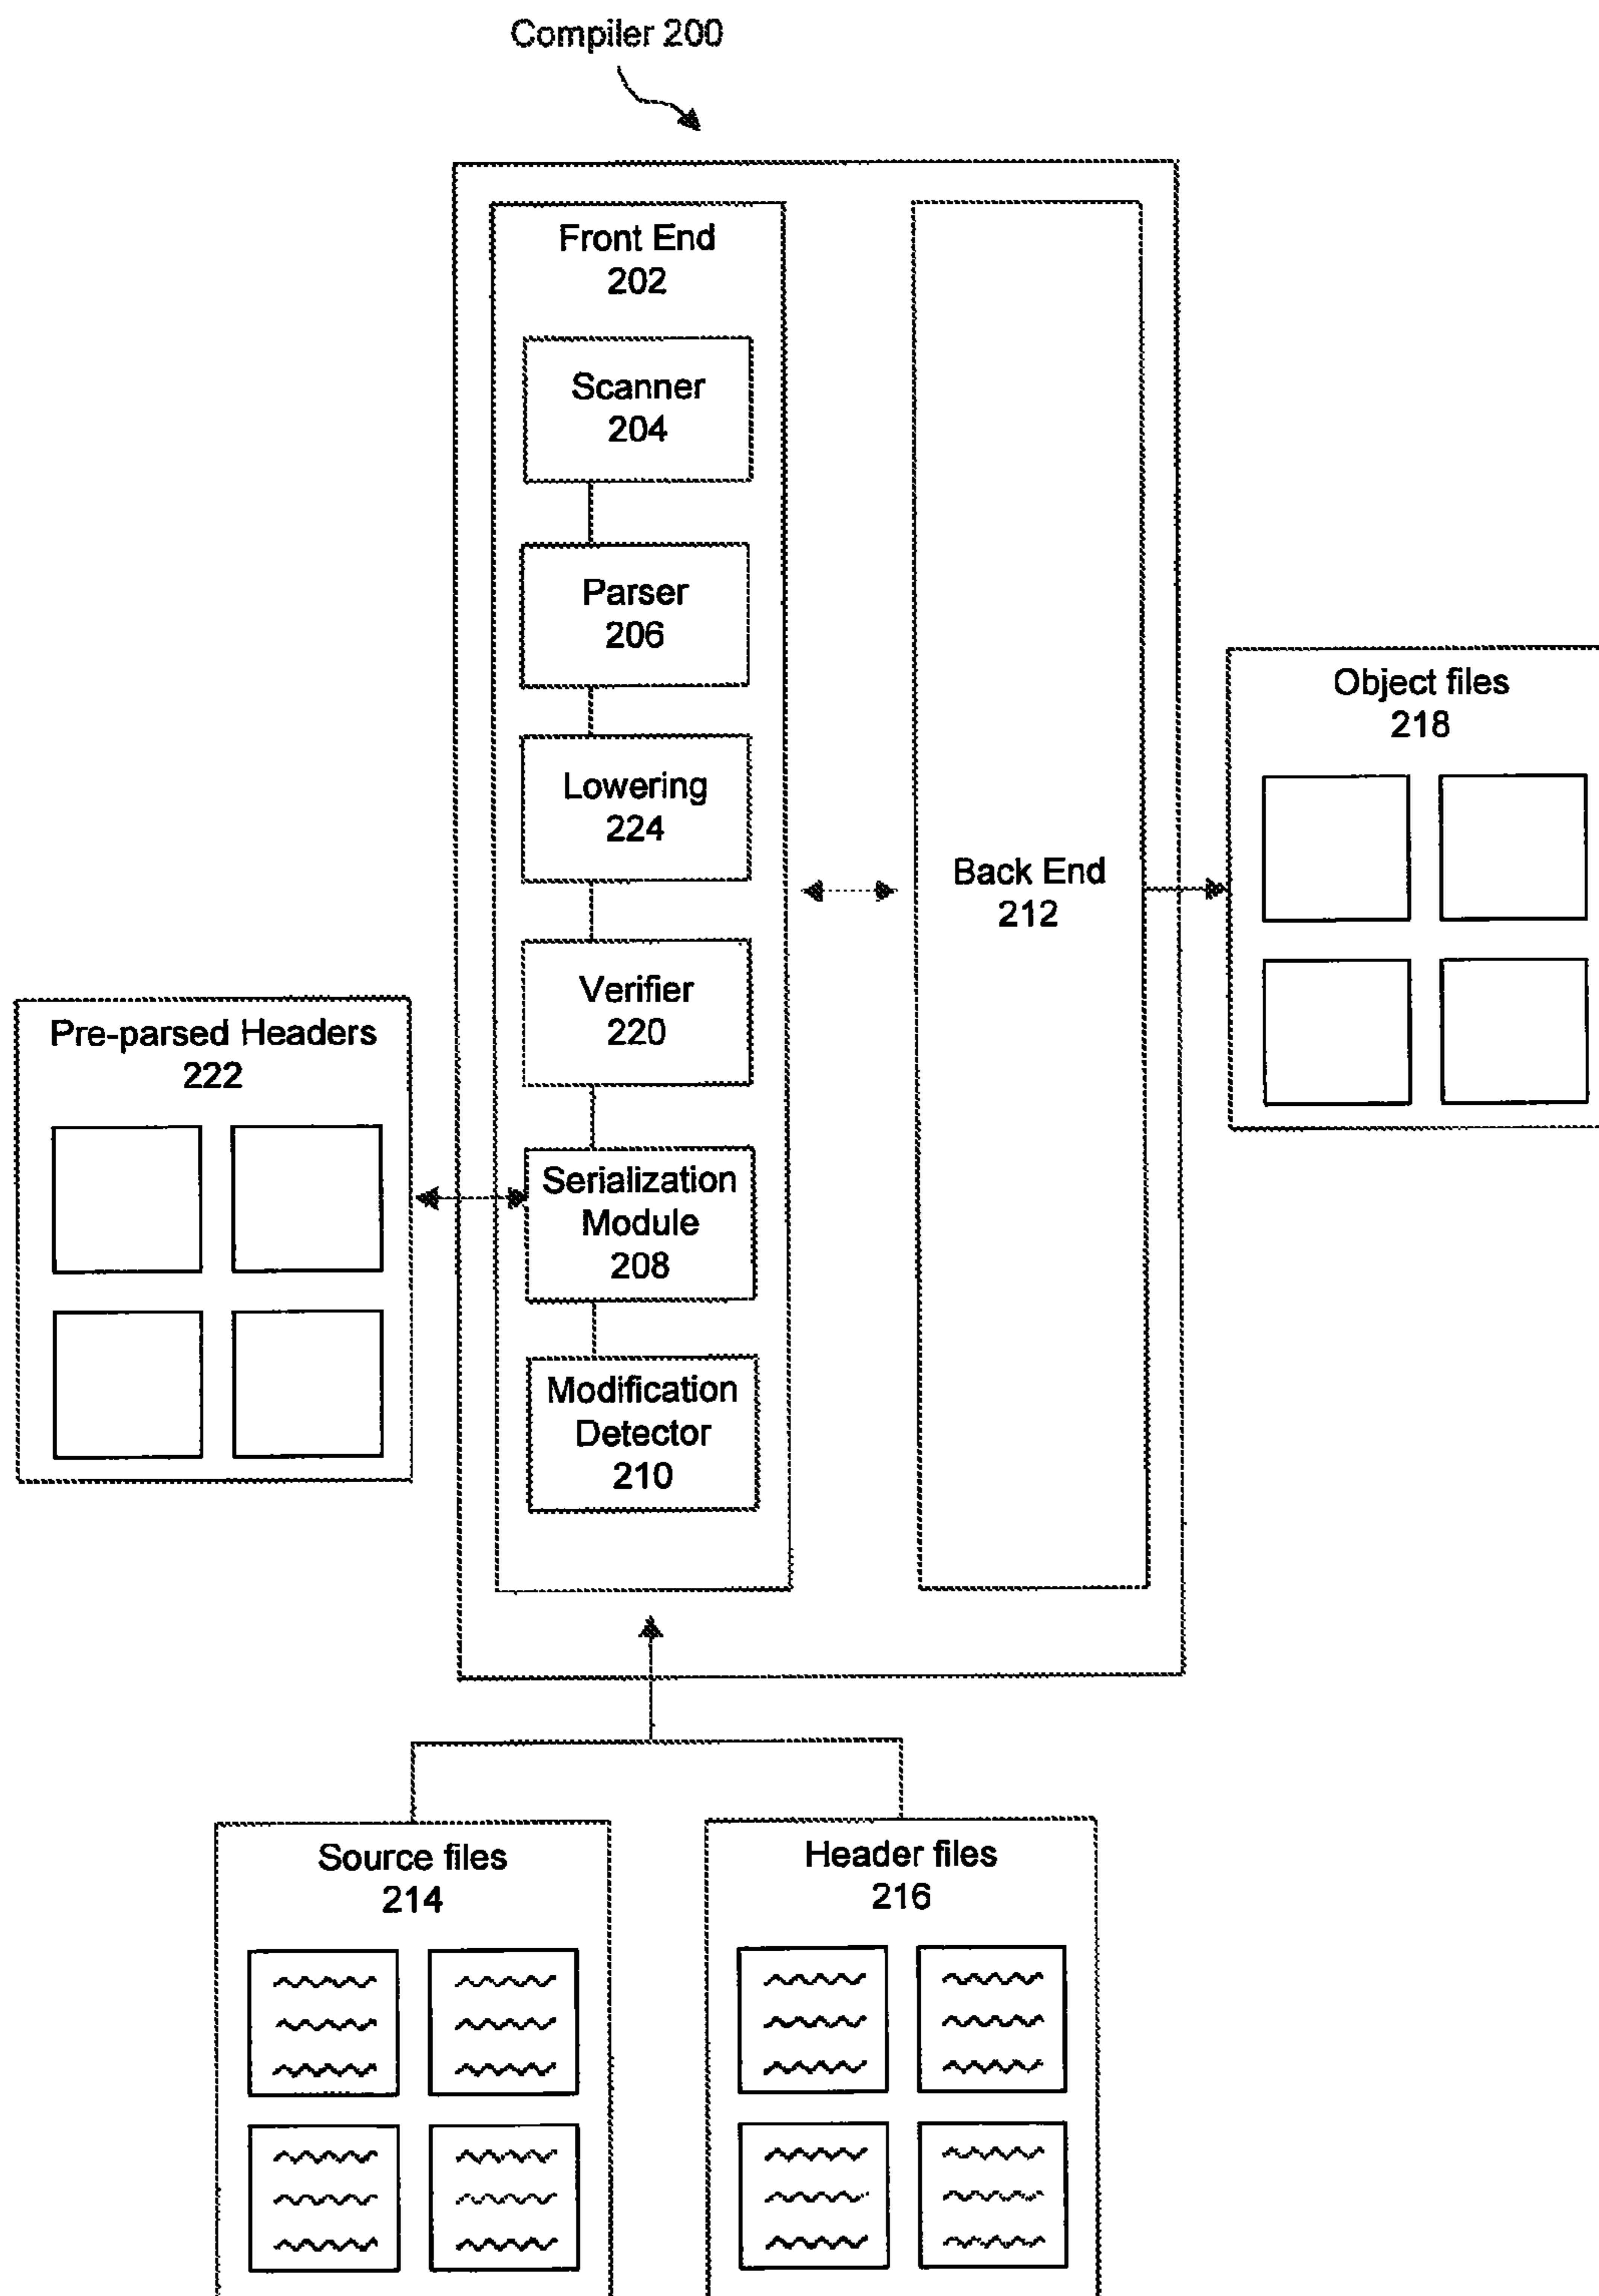 Compiler 200
Front End
202
Scanner
204
Parser
206
Lowering
224
Verifier
220
Serialization
Module
208
Modification
Detector
210
Back End
212
Object files
218
Pre-parsed Headers
222
Source files
214
Header files
216